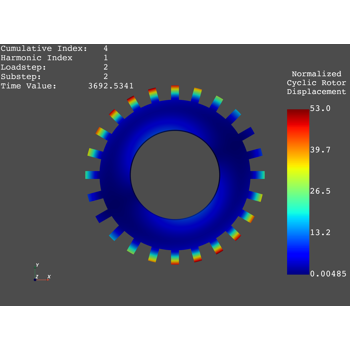 Cumulative Index: 4
Harmonic Index 1
Loadstep: 2
Substep: 2
Time Value: 3692.5341
Normalized
Cyclic Rotor
Displacement
53.0
39.7
26.5
13.2
0.00485
Y
Z X